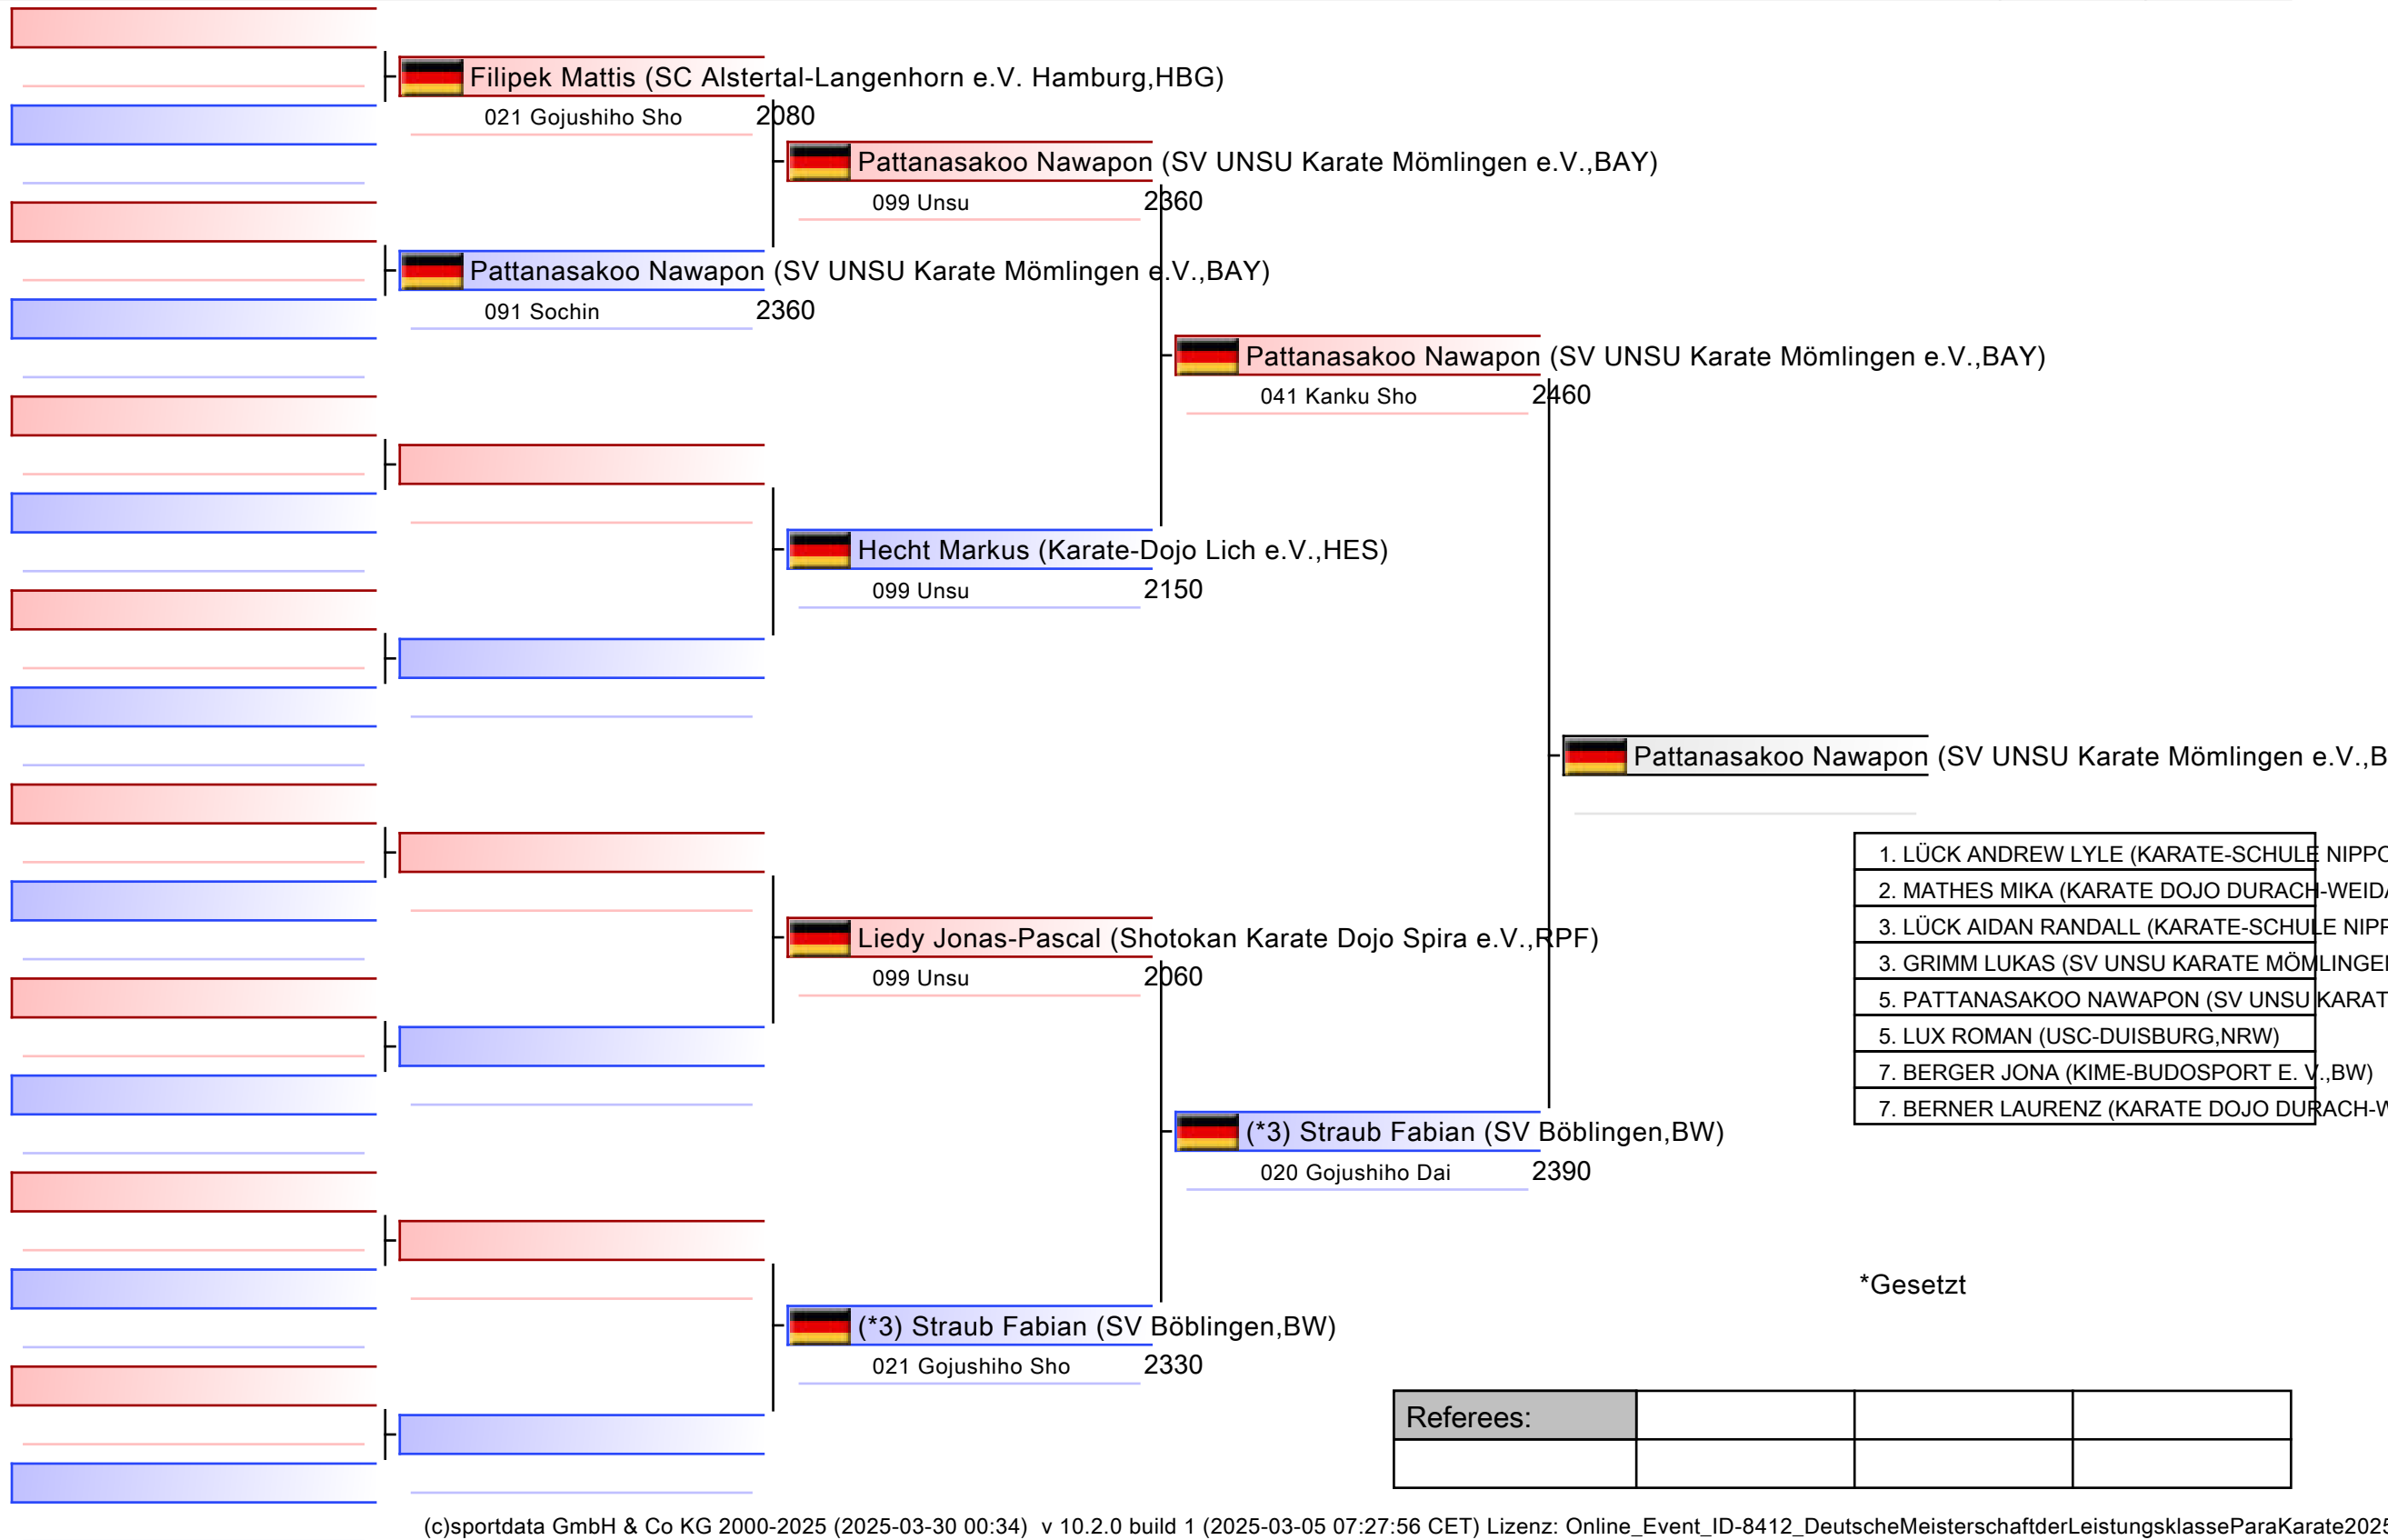 Filipek Mattis (SC Alstertal-Langenhorn e.V. Hamburg,HBG)
021 Gojushiho Sho 2080
Pattanasakoo Nawapon (SV UNSU Karate Mömlingen e.V.,BAY)
099 Unsu 2360
Pattanasakoo Nawapon (SV UNSU Karate Mömlingen e.V.,BAY)
091 Sochin 2360
Pattanasakoo Nawapon (SV UNSU Karate Mömlingen e.V.,BAY)
041 Kanku Sho 2460
Hecht Markus (Karate-Dojo Lich e.V.,HES)
099 Unsu 2150
Pattanasakoo Nawapon (SV UNSU Karate Mömlingen e.V.,B
1. LÜCK ANDREW LYLE (KARATE-SCHULE NIPPO
2. MATHES MIKA (KARATE DOJO DURACH-WEIDA
3. LÜCK AIDAN RANDALL (KARATE-SCHULE NIPP
3. GRIMM LUKAS (SV UNSU KARATE MÖMLINGEN
5. PATTANASAKOO NAWAPON (SV UNSU KARAT
5. LUX ROMAN (USC-DUISBURG,NRW)
7. BERGER JONA (KIME-BUDOSPORT E. V.,BW)
7. BERNER LAURENZ (KARATE DOJO DURACH-W
Liedy Jonas-Pascal (Shotokan Karate Dojo Spira e.V.,RPF)
099 Unsu 2060
(*3) Straub Fabian (SV Böblingen,BW)
020 Gojushiho Dai 2390
*Gesetzt
(*3) Straub Fabian (SV Böblingen,BW)
021 Gojushiho Sho 2330
Referees:
(c)sportdata GmbH & Co KG 2000-2025 (2025-03-30 00:34) v 10.2.0 build 1 (2025-03-05 07:27:56 CET) Lizenz: Online_Event_ID-8412_DeutscheMeisterschaftderLeistungsklasseParaKarate2025